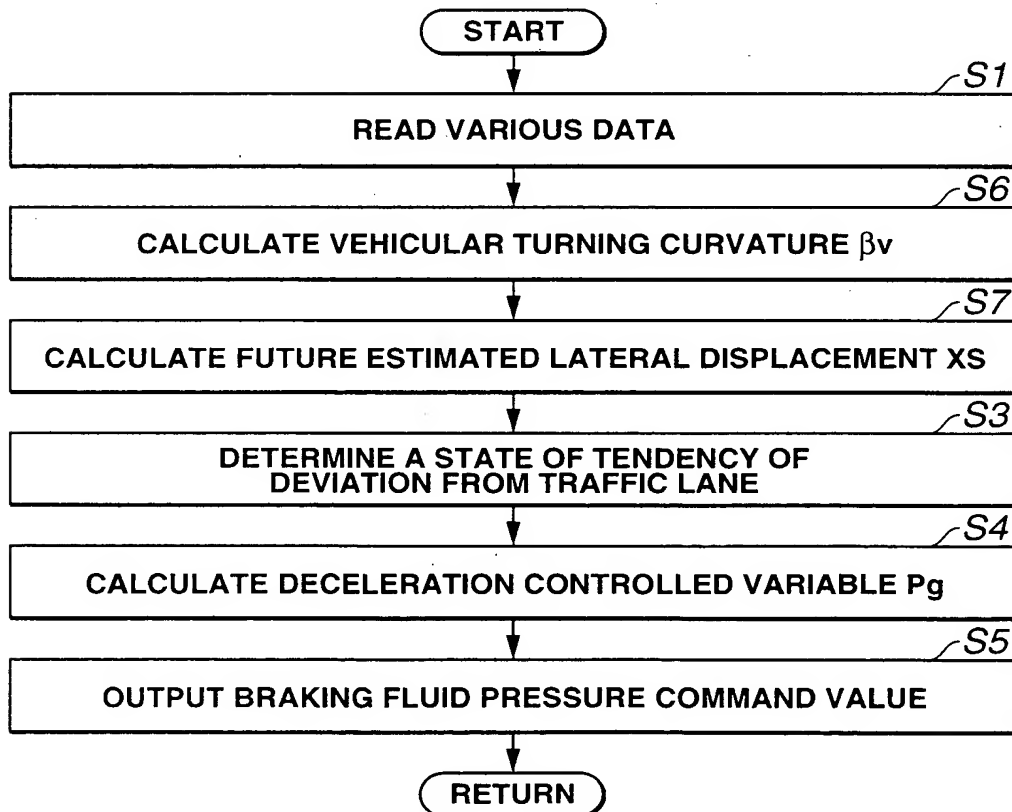 START
S1
READ VARIOUS DATA
S6
CALCULATE VEHICULAR TURNING CURVATURE βv
S7
CALCULATE FUTURE ESTIMATED LATERAL DISPLACEMENT XS
S3
DETERMINE A STATE OF TENDENCY OF
DEVIATION FROM TRAFFIC LANE
S4
CALCULATE DECELERATION CONTROLLED VARIABLE Pg
S5
OUTPUT BRAKING FLUID PRESSURE COMMAND VALUE
RETURN